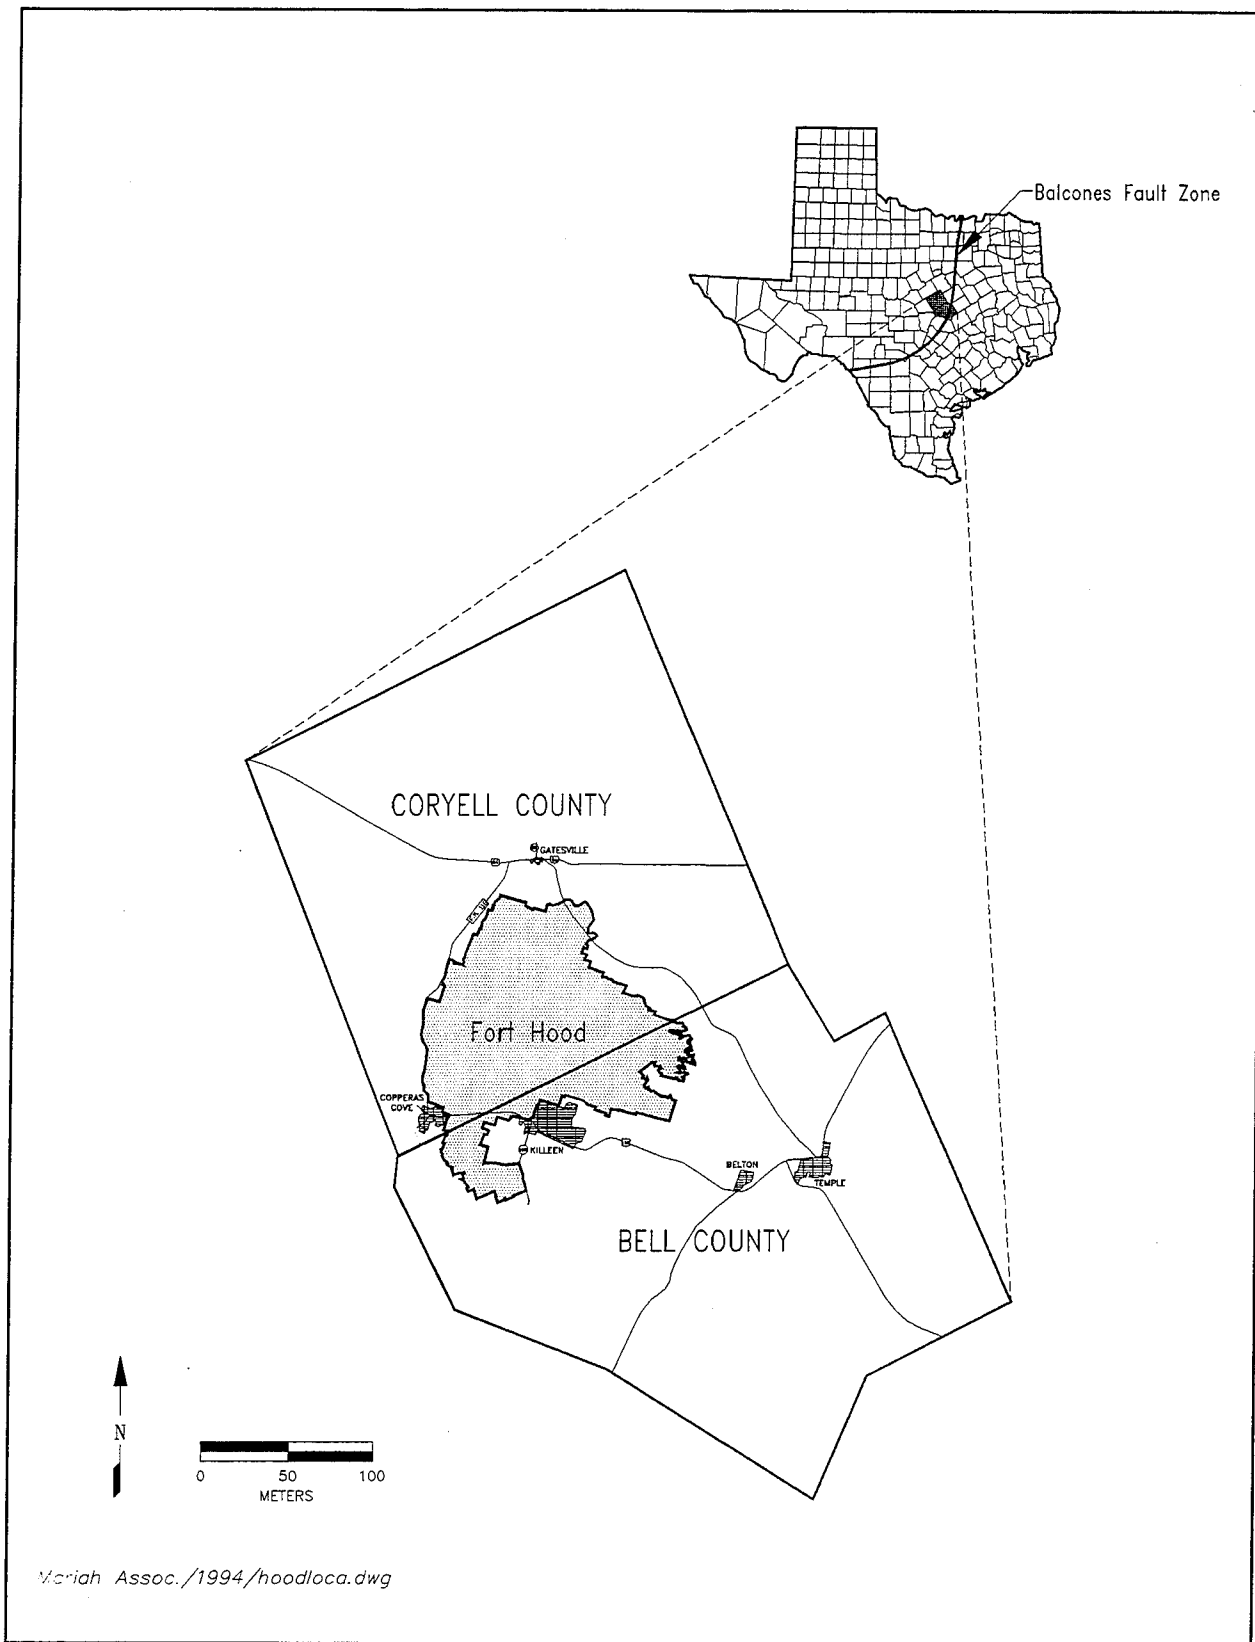 Balcones Fault Zone
CORYELL COUNTY
GATESVILLE
Fort Hood
COPPERAS
COVE
KILLEEN
BELTON
TEMPLE
BELL COUNTY
N
0 50 100
METERS
Mariah Assoc./1994/hoodloca.dwg